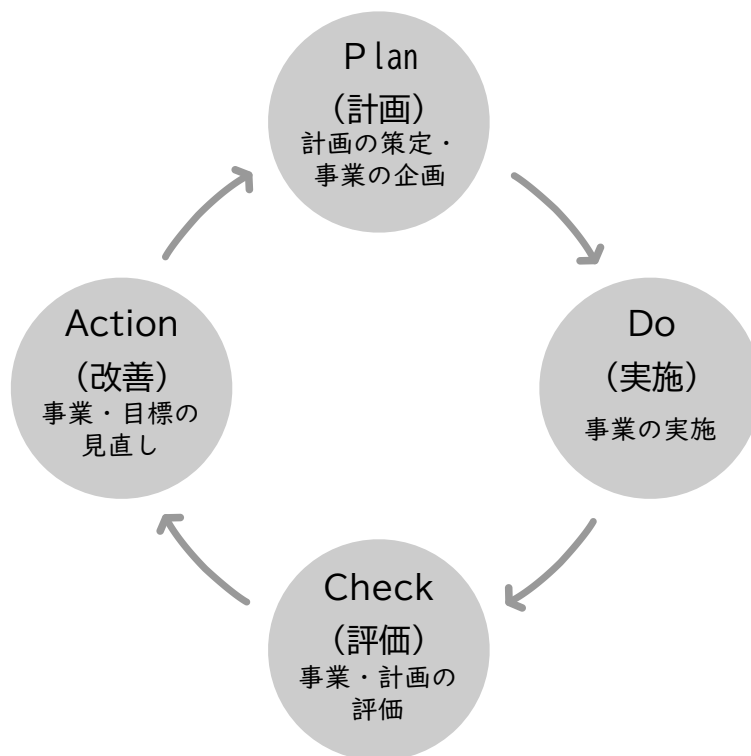 Plan
（計画）
計画の策定・
事業の企画
Do
（実施）
事業の実施
Check
（評価）
事業・計画の
評価
Action
（改善）
事業・目標の
見直し